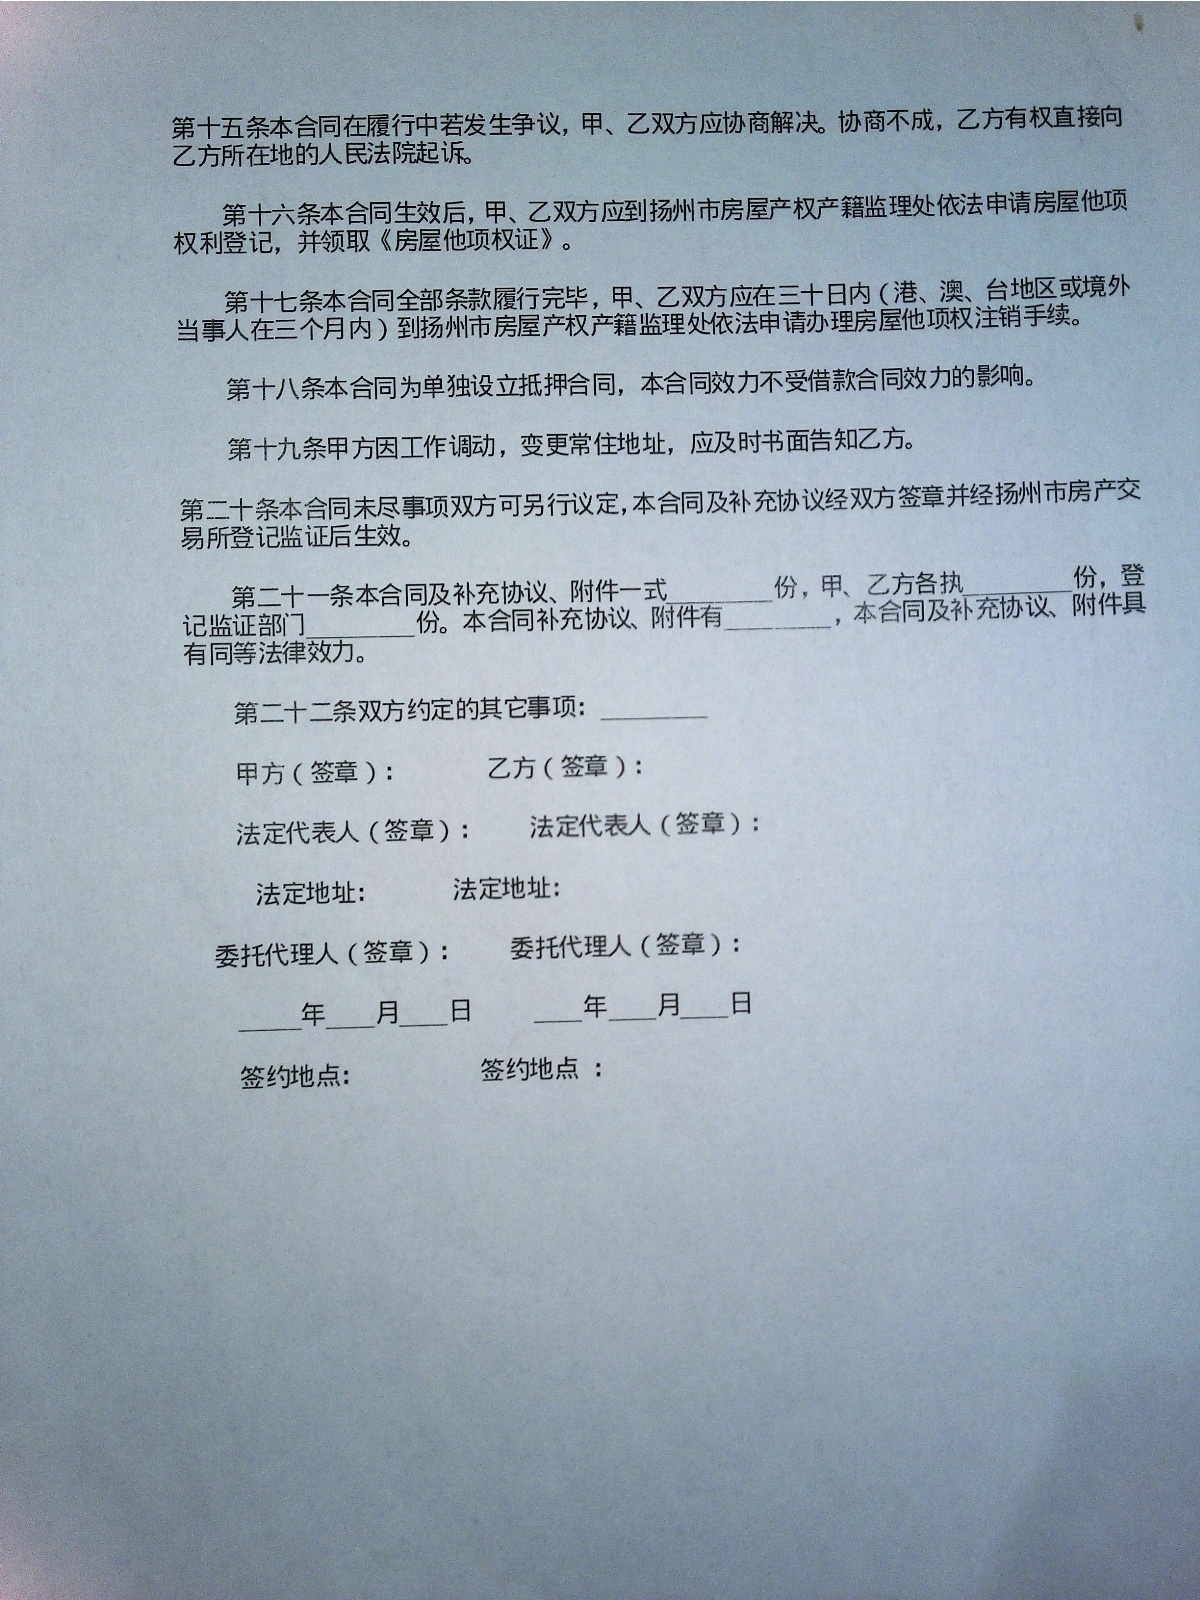 第十五条本合同在履行中若发生争议，甲、乙双方应协商解决。协商不成，乙方有权直接向
乙方所在地的人民法院起诉。
第十六条本合同生效后，甲、乙双方应到扬州市房屋产权产籍监理处依法申请房屋他项
权利登记，并领取《房屋他项权证》。
第十七条本合同全部条款履行完毕，甲、乙双方应在三十日内（港、澳、台地区或境外
当事人在三个月内）到扬州市房屋产权产籍监理处依法申请办理房屋他项权注销手续。
第十八条本合同为单独设立抵押合同，本合同效力不受借款合同效力的影响。
第十九条甲方因工作调动，变更常住地址，应及时书面告知乙方。
第二十条本合同未尽事项双方可另行议定，本合同及补充协议经双方签章并经扬州市房产交
易所登记监证后生效。
第二十一条本合同及补充协议、附件一式_________份，甲、乙方各执_________份，登
记监证部门_________份。本合同补充协议、附件有_________，本合同及补充协议、附件具
有同等法律效力。
第二十二条双方约定的其它事项：_________
甲方（签章）： 乙方（签章）：
法定代表人（签章）： 法定代表人（签章）：
法定地址： 法定地址：
委托代理人（签章）： 委托代理人（签章）：
_____年____月____日 ____年____月____日
签约地点： 签约地点 ：